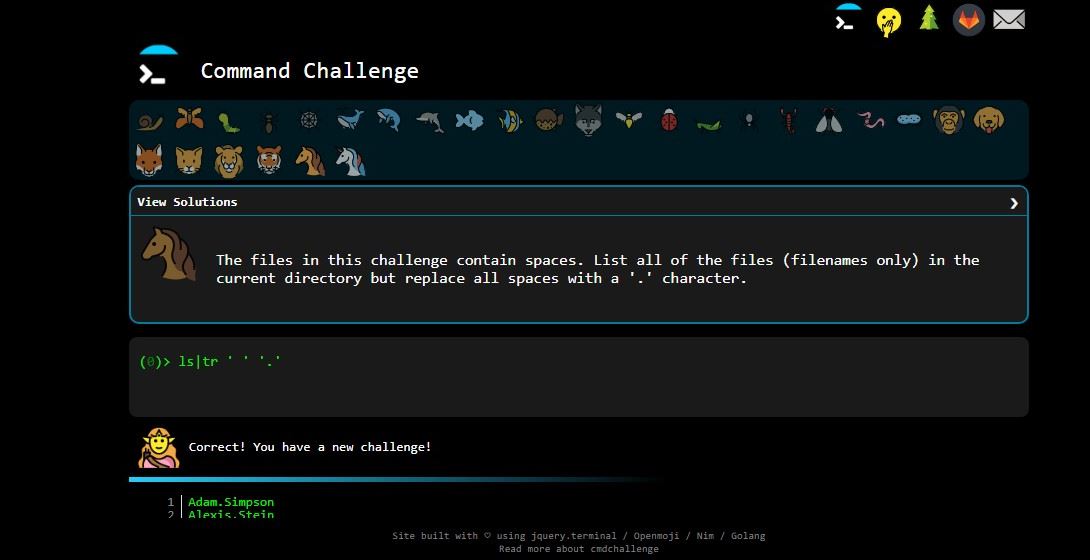 Command Challenge
View Solutions
The files in this challenge contain spaces. List all of the files (filenames only) in the
current directory but replace all spaces with a '.' character.
(0)> ls|tr ' ' '.'
Correct! You have a new challenge!
1 Adam.Simpson
2 Alexis.Stein
Site built with ♡ using jquery.terminal / Openmoji / Nim / Golang
Read more about cmdchallenge